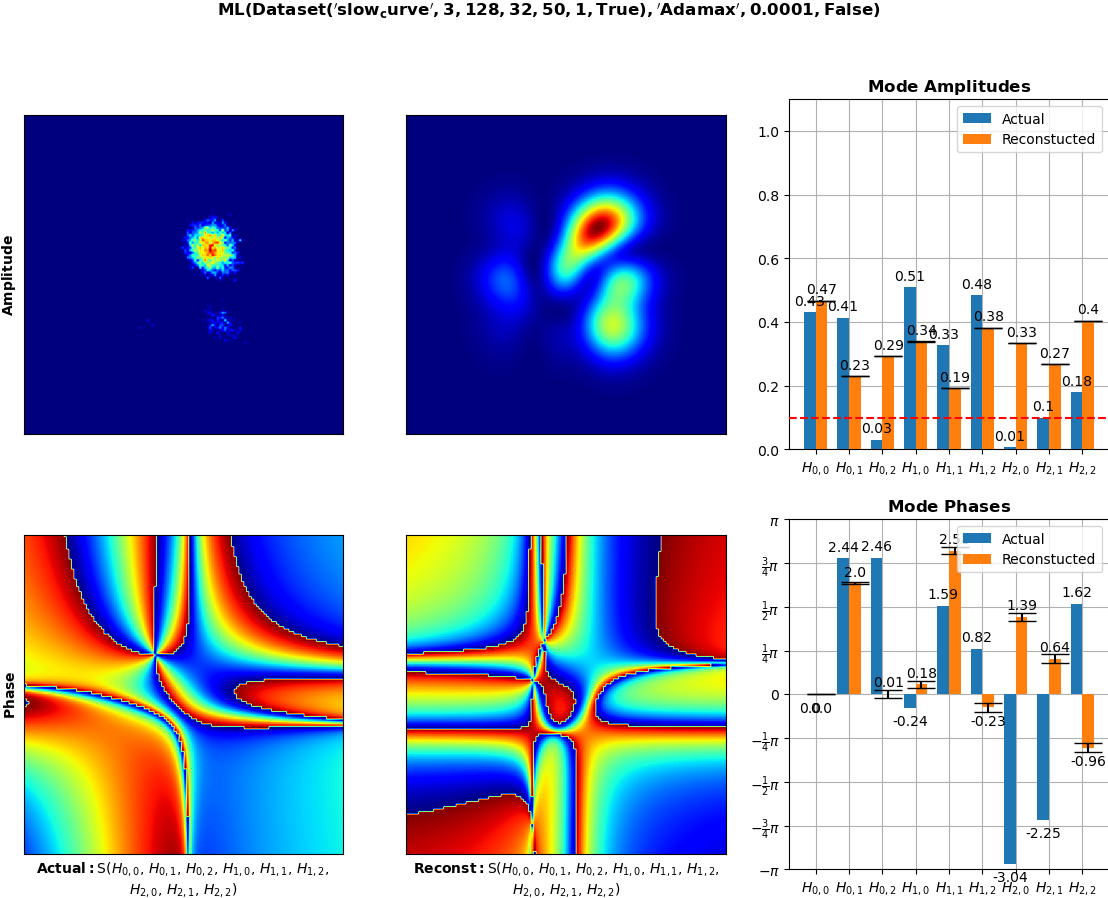 ML(Dataset('slow_curve', 3, 128, 32, 50, 1, True), 'Adamax', 0.0001, False)
Amplitude
Mode Amplitudes
Actual
Reconstucted
1.0
0.8
0.6
0.4
0.2
0.0
0.43 0.47 0.41 0.23 0.03 0.29 0.51 0.34 0.33 0.19 0.48 0.38 0.01 0.33 0.1 0.27 0.18 0.4
H0,0 H0,1 H0,2 H1,0 H1,1 H1,2 H2,0 H2,1 H2,2
Phase
Mode Phases
Actual
Reconstucted
π
3/4π
1/2π
1/4π
0
−1/4π
−1/2π
−3/4π
−π
0.0 0.0 2.44 2.0 2.46 0.01 -0.24 0.18 1.59 0.82 -0.23 -3.04 1.39 -2.25 0.64 1.62 -0.96
H0,0 H0,1 H0,2 H1,0 H1,1 H1,2 H2,0 H2,1 H2,2
Actual: S(H0,0, H0,1, H0,2, H1,0, H1,1, H1,2,
H2,0, H2,1, H2,2)
Reconst: S(H0,0, H0,1, H0,2, H1,0, H1,1, H1,2,
H2,0, H2,1, H2,2)